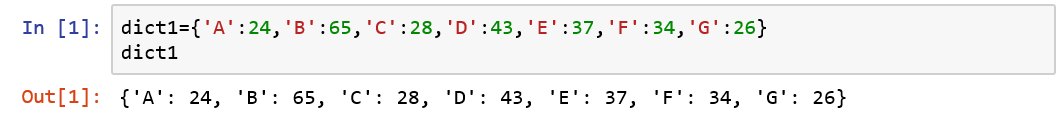 In [1]: dict1={'A':24,'B':65,'C':28,'D':43,'E':37,'F':34,'G':26}
dict1
Out[1]: {'A': 24, 'B': 65, 'C': 28, 'D': 43, 'E': 37, 'F': 34, 'G': 26}